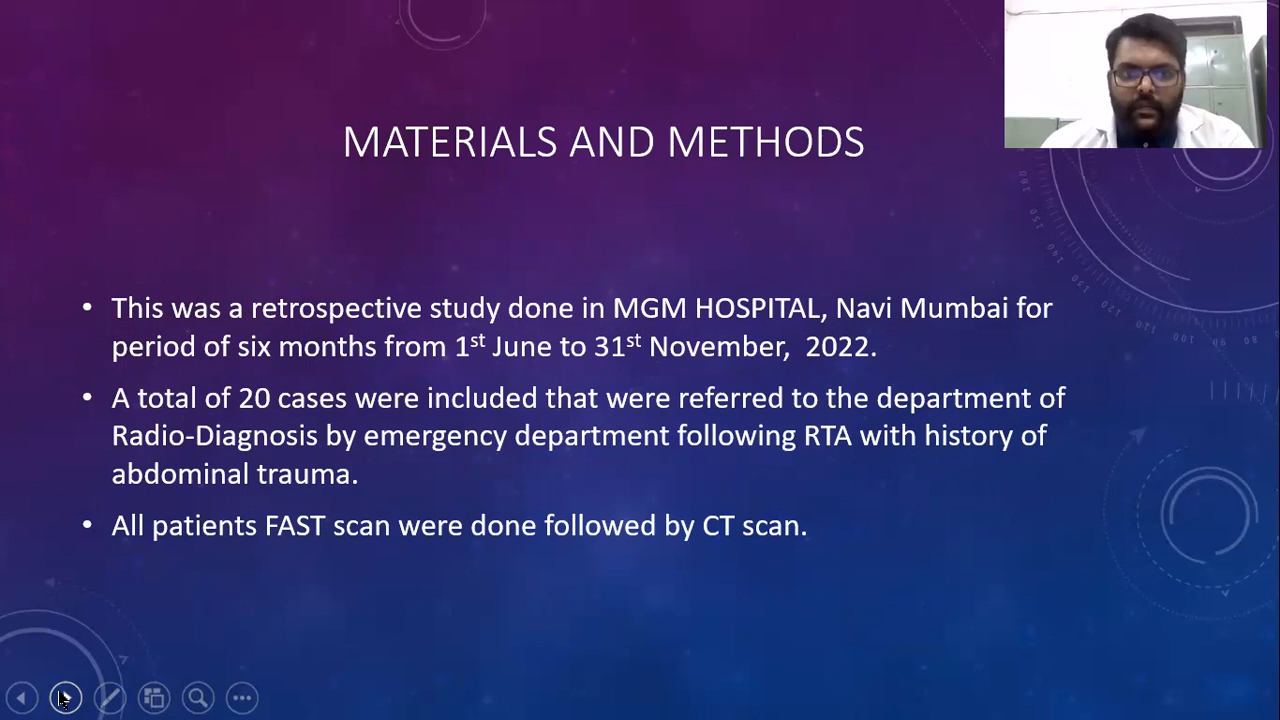 MATERIALS AND METHODS
• This was a retrospective study done in MGM HOSPITAL, Navi Mumbai for
period of six months from 1st June to 31st November, 2022.
• A total of 20 cases were included that were referred to the department of
Radio-Diagnosis by emergency department following RTA with history of
abdominal trauma.
• All patients FAST scan were done followed by CT scan.